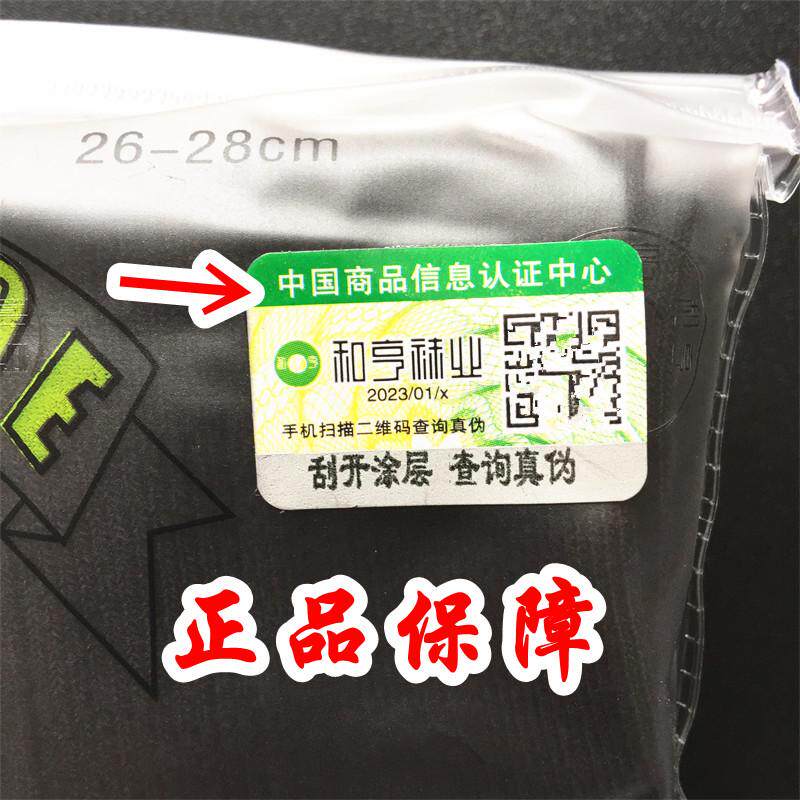 26-28cm
中国商品信息认证中心
和亨
和亨袜业
2023/01/x
手机扫描二维码查询真伪
刮开涂层 查询真伪
E
正品保障